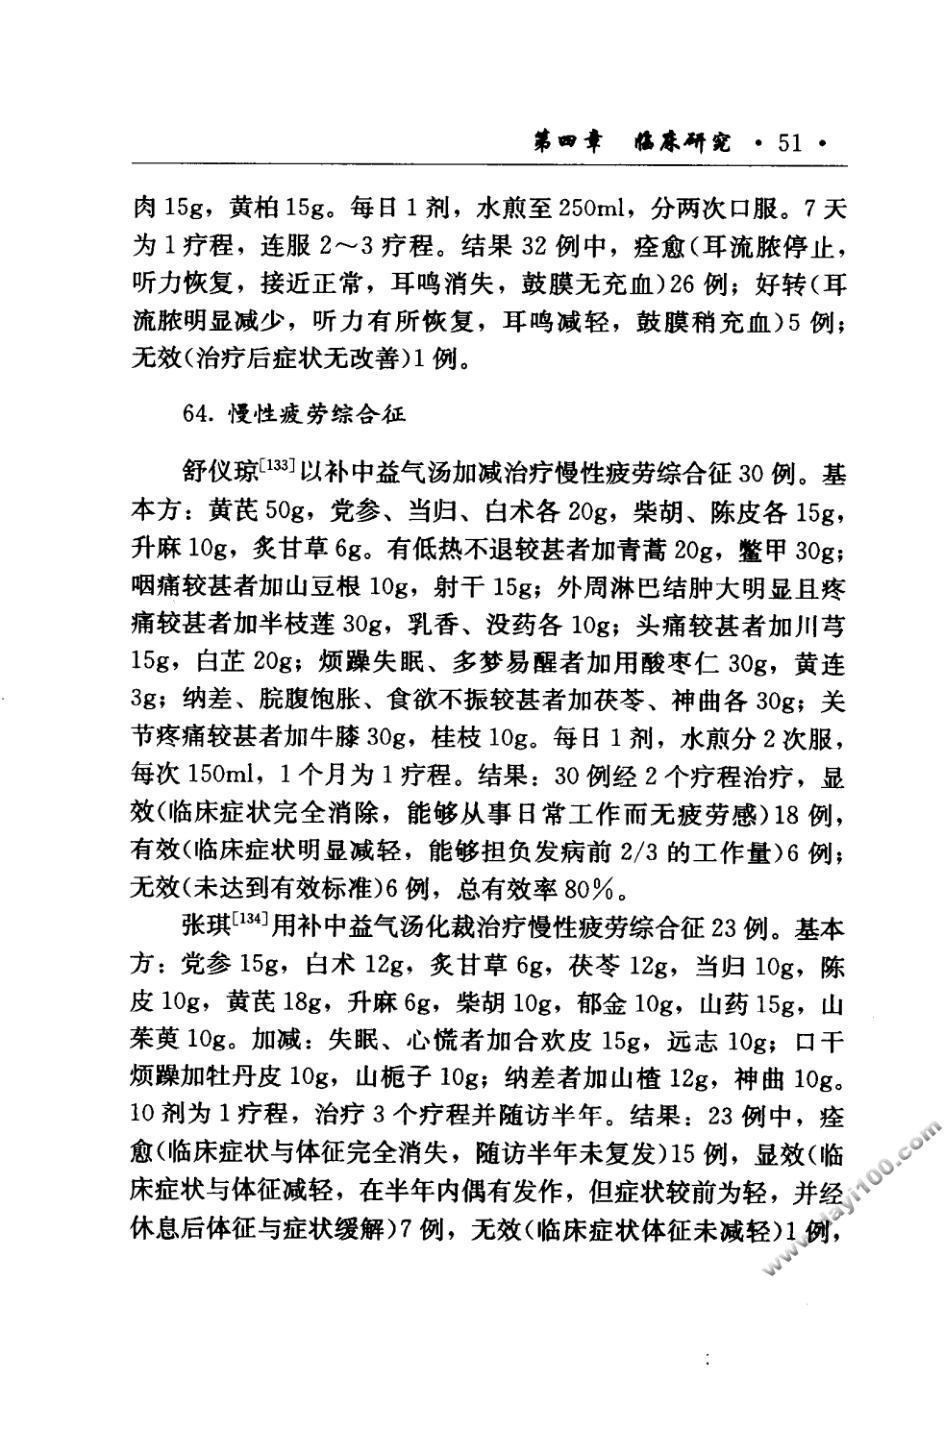 第四章 临床研究 · 51 ·
肉 15g，黄柏 15g。每日 1 剂，水煎至 250ml，分两次口服。7 天
为 1 疗程，连服 2～3 疗程。结果 32 例中，痊愈（耳流脓停止，
听力恢复，接近正常，耳鸣消失，鼓膜无充血）26 例；好转（耳
流脓明显减少，听力有所恢复，耳鸣减轻，鼓膜稍充血）5 例；
无效（治疗后症状无改善）1 例。
64. 慢性疲劳综合征
舒仪琼[133]以补中益气汤加减治疗慢性疲劳综合征 30 例。基
本方：黄芪 50g，党参、当归、白术各 20g，柴胡、陈皮各 15g，
升麻 10g，炙甘草 6g。有低热不退较甚者加青蒿 20g，鳖甲 30g；
咽痛较甚者加山豆根 10g，射干 15g；外周淋巴结肿大明显且疼
痛较甚者加半枝莲 30g，乳香、没药各 10g；头痛较甚者加川芎
15g，白芷 20g；烦躁失眠、多梦易醒者加用酸枣仁 30g，黄连
3g；纳差、脘腹饱胀、食欲不振较甚者加茯苓、神曲各 30g；关
节疼痛较甚者加牛膝 30g，桂枝 10g。每日 1 剂，水煎分 2 次服，
每次 150ml，1 个月为 1 疗程。结果：30 例经 2 个疗程治疗，显
效（临床症状完全消除，能够从事日常工作而无疲劳感）18 例，
有效（临床症状明显减轻，能够担负发病前 2/3 的工作量）6 例；
无效（未达到有效标准）6 例，总有效率 80％。
张琪[134]用补中益气汤化裁治疗慢性疲劳综合征 23 例。基本
方：党参 15g，白术 12g，炙甘草 6g，茯苓 12g，当归 10g，陈
皮 10g，黄芪 18g，升麻 6g，柴胡 10g，郁金 10g，山药 15g，山
茱萸 10g。加减：失眠、心慌者加合欢皮 15g，远志 10g；口干
烦躁加牡丹皮 10g，山栀子 10g；纳差者加山楂 12g，神曲 10g。
10 剂为 1 疗程，治疗 3 个疗程并随访半年。结果：23 例中，痊
愈（临床症状与体征完全消失，随访半年未复发）15 例，显效（临
床症状与体征减轻，在半年内偶有发作，但症状较前为轻，并经
休息后体征与症状缓解）7 例，无效（临床症状体征未减轻）1 例，